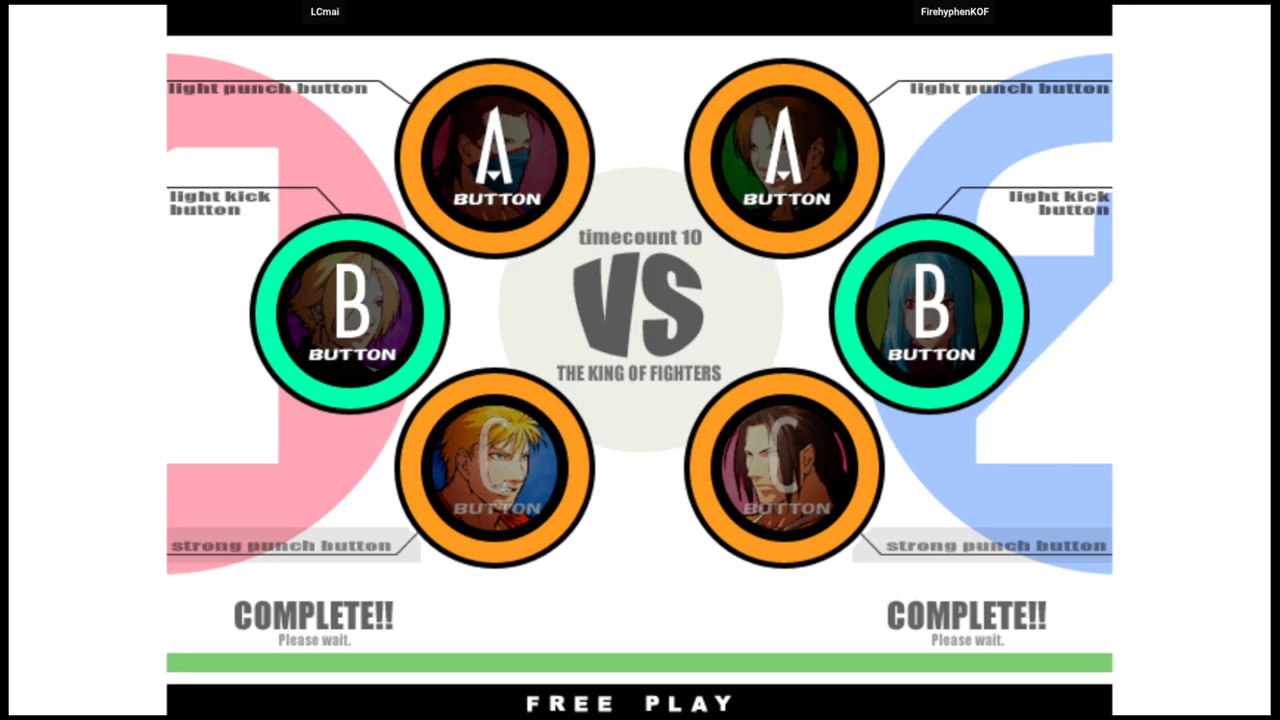 LCmai
FirehyphenKOF
light punch button
light punch button
A
BUTTON
A
BUTTON
light kick
button
light kick
button
1
2
timecount 10
VS
THE KING OF FIGHTERS
B
BUTTON
B
BUTTON
C
BUTTON
C
BUTTON
strong punch button
strong punch button
COMPLETE!!
Please wait.
COMPLETE!!
Please wait.
FREE PLAY